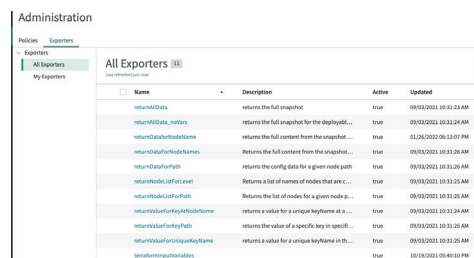 Administration
Policies Exporters
Exporters
All Exporters
My Exporters
All Exporters 11
Last refreshed just now.
Name Description Active Updated
returnAllData returns the full snapshot true 09/03/2021 10:31:23 AM
returnAllData_noVars returns the full snapshot for the deployabl... true 09/03/2021 10:31:24 AM
returnDataforNodeName returns the full content from the snapshot ... true 01/26/2022 06:12:07 PM
returnDataForNodeNames Returns the full content from the snapshot... true 09/03/2021 10:31:26 AM
returnDataForPath returns the config data for a given node path true 09/03/2021 10:31:26 AM
returnNodeListForLevel Returns a list of names of nodes that are c... true 09/03/2021 10:31:25 AM
returnNodeListForPath Returns the list of nodes for a given node p... true 09/03/2021 10:31:25 AM
returnValueForKeyAtNodeName returns a value for a unique keyName at a ... true 09/03/2021 10:31:24 AM
returnValueForKeyPath returns the value of a specific key in specifi... true 09/03/2021 10:31:26 AM
returnValueForUniqueKeyName returns a value for a unique keyName in th... true 09/03/2021 10:31:25 AM
terraformInputVariables true 10/19/2021 05:40:10 PM